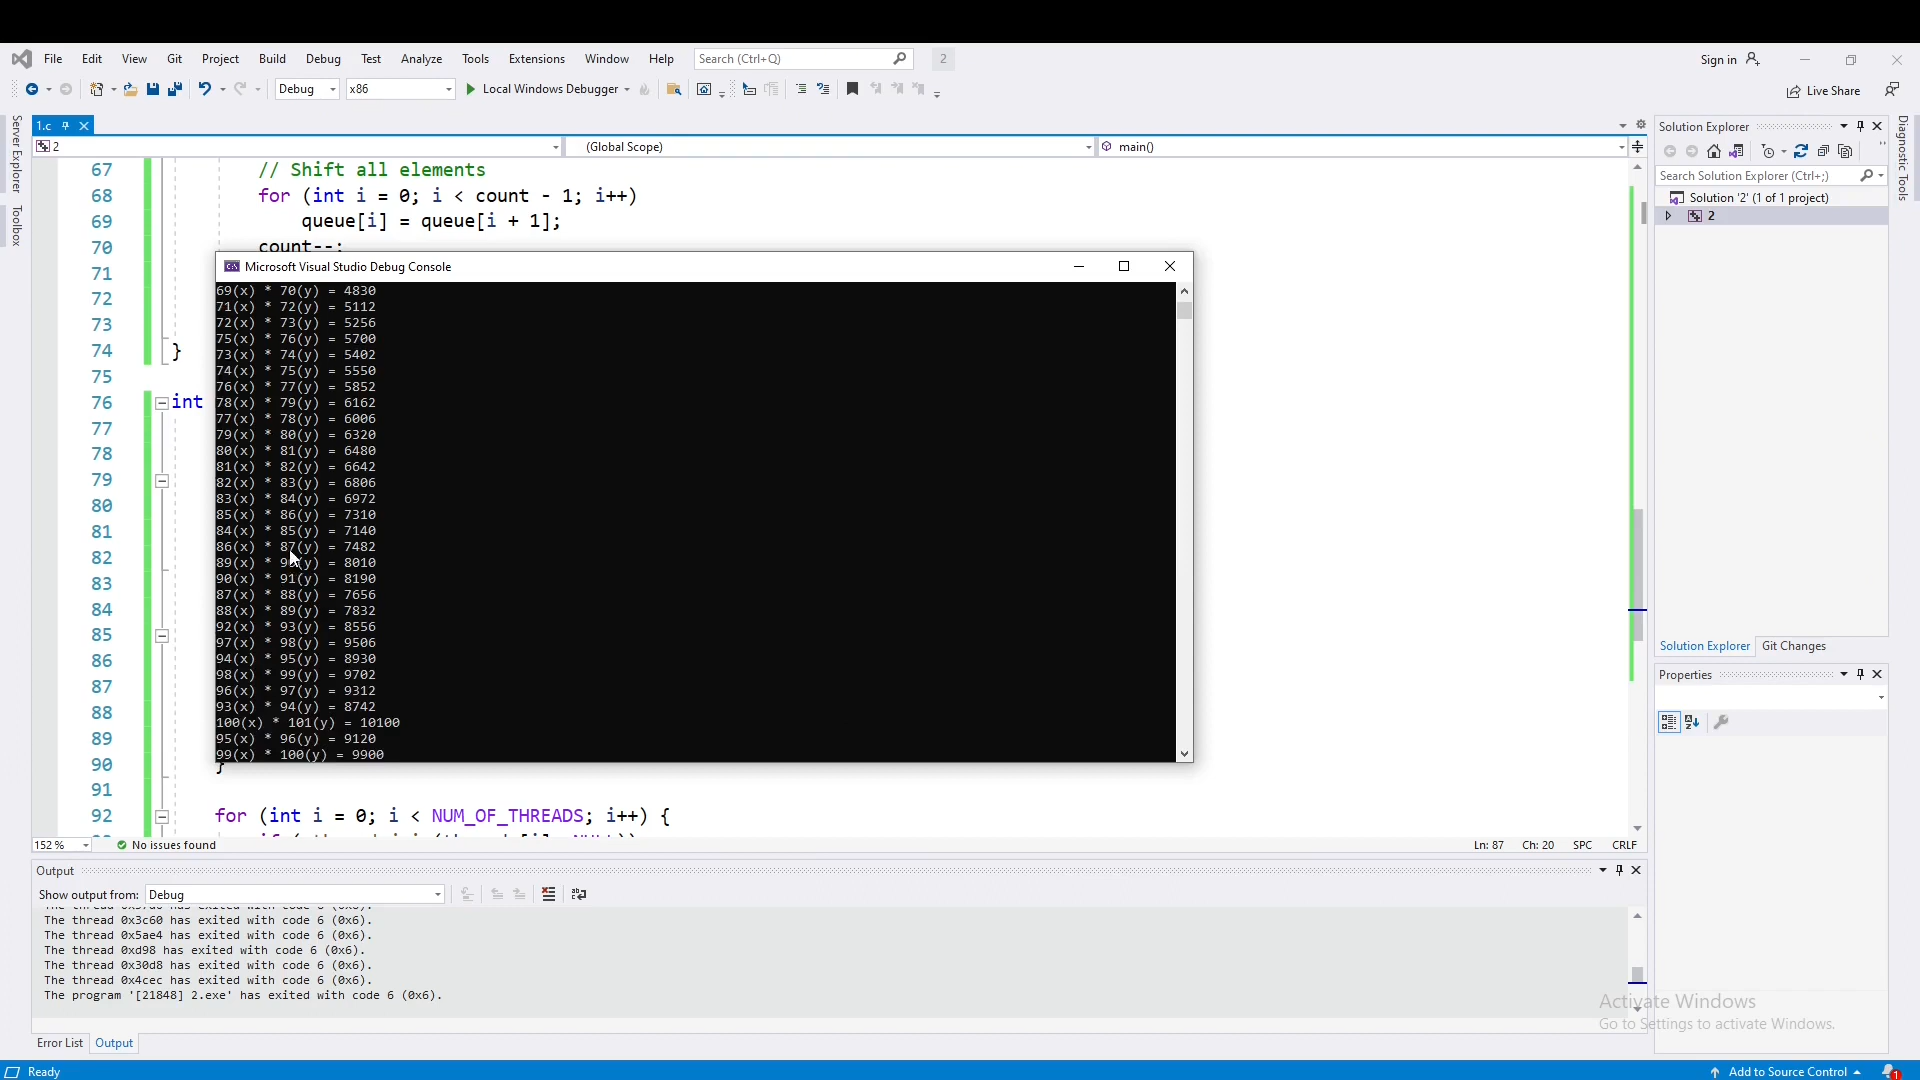 File Edit View Git Project Build Debug Test Analyze Tools Extensions Window Help Search (Ctrl+Q) 2 Sign in
Debug x86 Local Windows Debugger Live Share
Server Explorer
Toolbox
1.c
2 (Global Scope) main()
67 // Shift all elements
68 for (int i = 0; i < count - 1; i++)
69 queue[i] = queue[i + 1];
70 count--;
71
72
73
74 }
75
76 int
77
78
79
80
81
82
83
84
85
86
87
88
89
90 }
91
92 for (int i = 0; i < NUM_OF_THREADS; i++) {
Microsoft Visual Studio Debug Console
69(x) * 70(y) = 4830
71(x) * 72(y) = 5112
72(x) * 73(y) = 5256
75(x) * 76(y) = 5700
73(x) * 74(y) = 5402
74(x) * 75(y) = 5550
76(x) * 77(y) = 5852
78(x) * 79(y) = 6162
77(x) * 78(y) = 6006
79(x) * 80(y) = 6320
80(x) * 81(y) = 6480
81(x) * 82(y) = 6642
82(x) * 83(y) = 6806
83(x) * 84(y) = 6972
85(x) * 86(y) = 7310
84(x) * 85(y) = 7140
86(x) * 87(y) = 7482
89(x) * 90(y) = 8010
90(x) * 91(y) = 8190
87(x) * 88(y) = 7656
88(x) * 89(y) = 7832
92(x) * 93(y) = 8556
97(x) * 98(y) = 9506
94(x) * 95(y) = 8930
98(x) * 99(y) = 9702
96(x) * 97(y) = 9312
93(x) * 94(y) = 8742
100(x) * 101(y) = 10100
95(x) * 96(y) = 9120
99(x) * 100(y) = 9900
152 % No issues found Ln: 87 Ch: 20 SPC CRLF
Output
Show output from: Debug
The thread 0x3c60 has exited with code 6 (0x6).
The thread 0x5ae4 has exited with code 6 (0x6).
The thread 0xd98 has exited with code 6 (0x6).
The thread 0x30d8 has exited with code 6 (0x6).
The thread 0x4cec has exited with code 6 (0x6).
The program '[21848] 2.exe' has exited with code 6 (0x6).
Error List Output
Solution Explorer
Search Solution Explorer (Ctrl+;)
Solution '2' (1 of 1 project)
2
Solution Explorer Git Changes
Properties
Diagnostic Tools
Activate Windows
Go to Settings to activate Windows.
Ready Add to Source Control 1